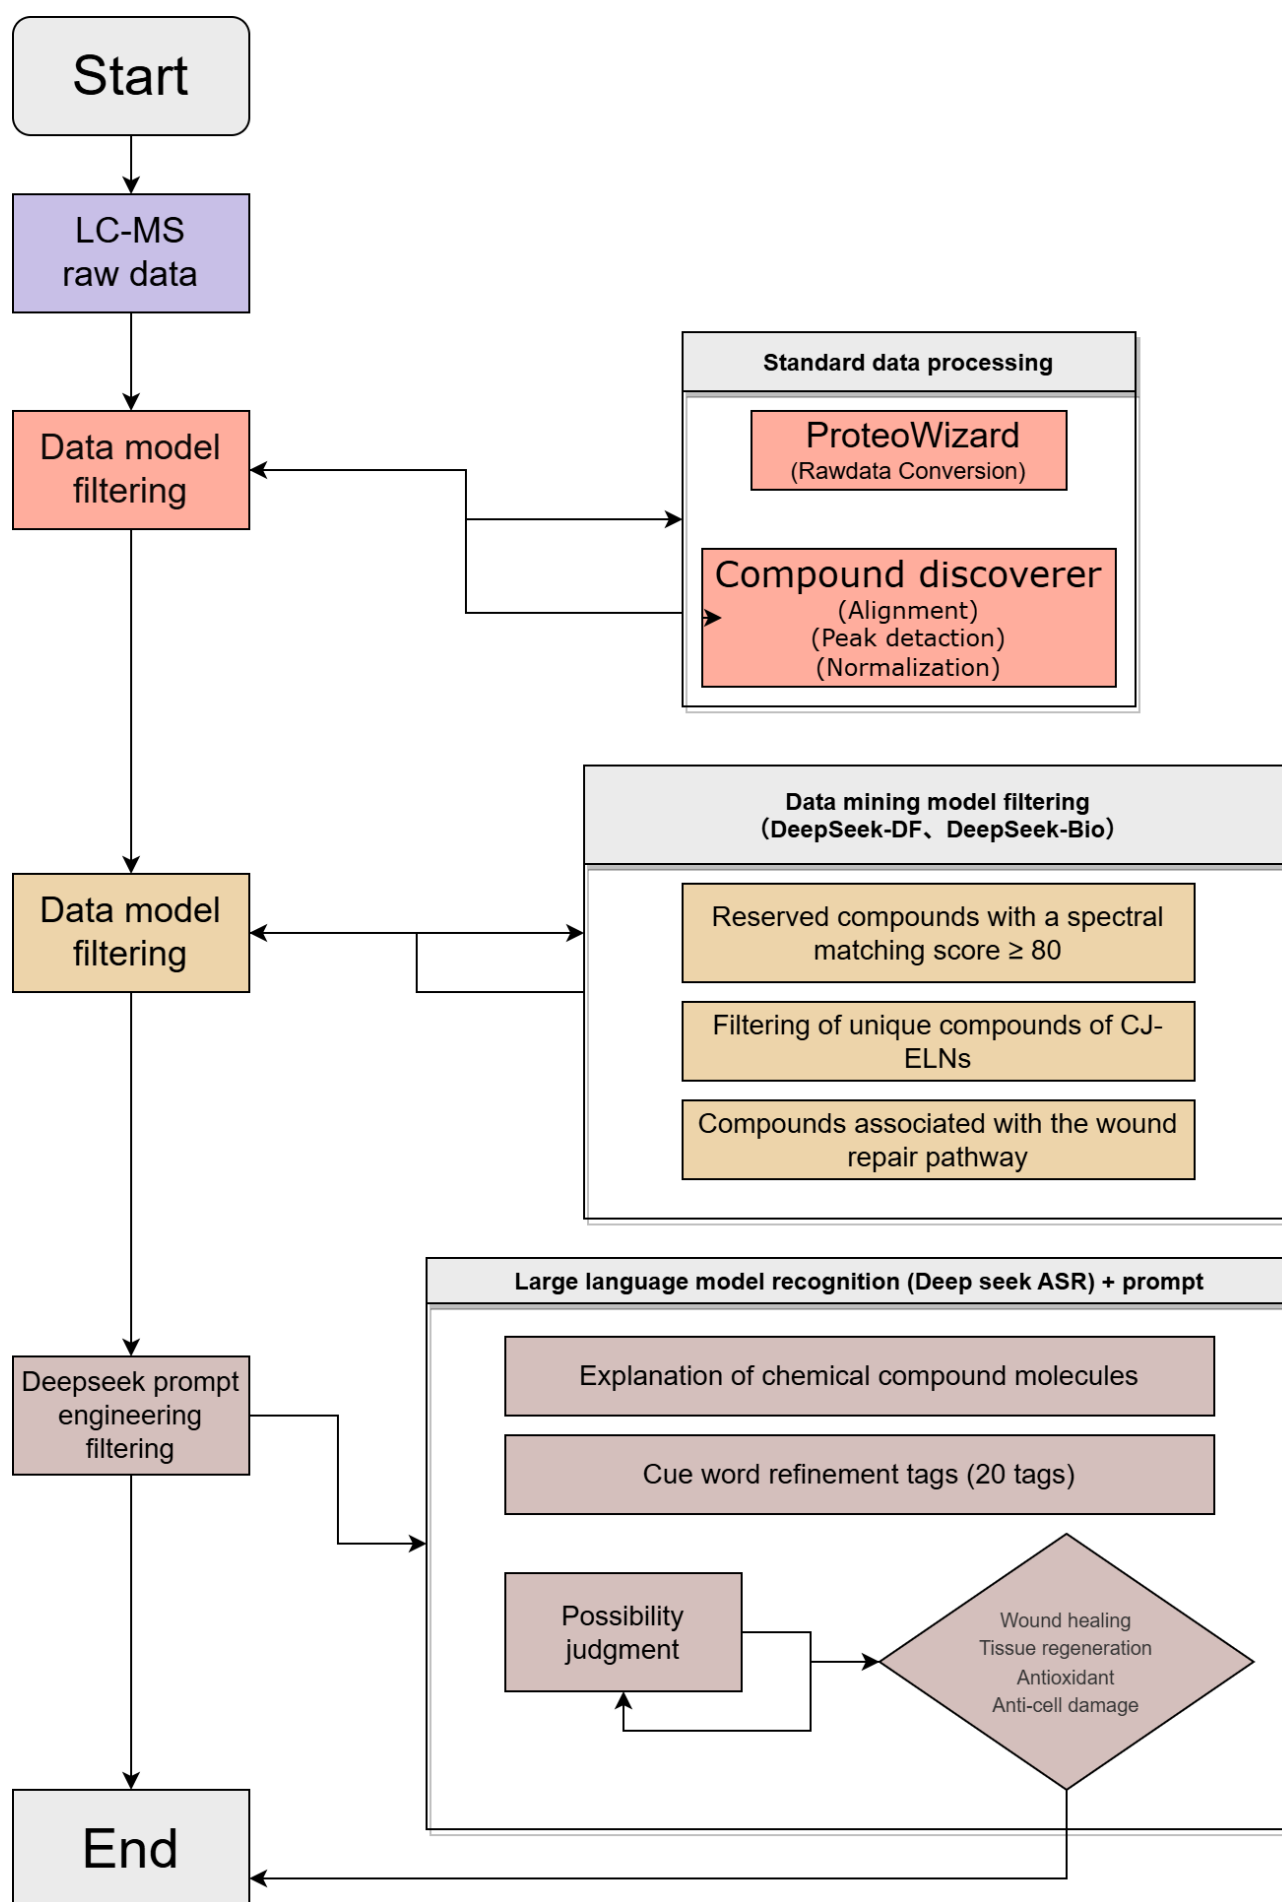 Start
LC-MS
raw data
Data model
filtering
Standard data processing
ProteoWizard
(Rawdata Conversion)
Compound discoverer
(Alignment)
(Peak detaction)
(Normalization)
Data model
filtering
Data mining model filtering
（DeepSeek-DF、DeepSeek-Bio）
Reserved compounds with a spectral
matching score ≥ 80
Filtering of unique compounds of CJ-
ELNs
Compounds associated with the wound
repair pathway
Deepseek prompt
engineering
filtering
Large language model recognition (Deep seek ASR) + prompt
Explanation of chemical compound molecules
Cue word refinement tags (20 tags)
Possibility
judgment
Wound healing
Tissue regeneration
Antioxidant
Anti-cell damage
End